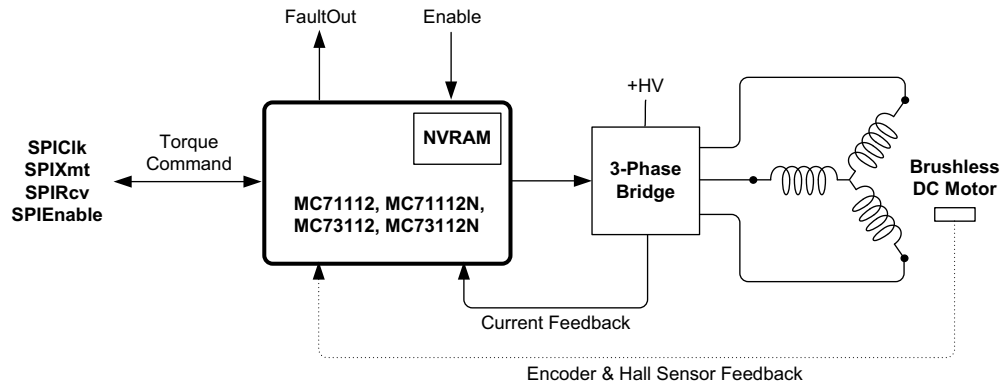 FaultOut
Enable
+HV
NVRAM
SPIClk
SPIXmt
SPIRcv
SPIEnable
Torque
Command
MC71112, MC71112N,
MC73112, MC73112N
3-Phase
Bridge
Brushless
DC Motor
Current Feedback
Encoder & Hall Sensor Feedback